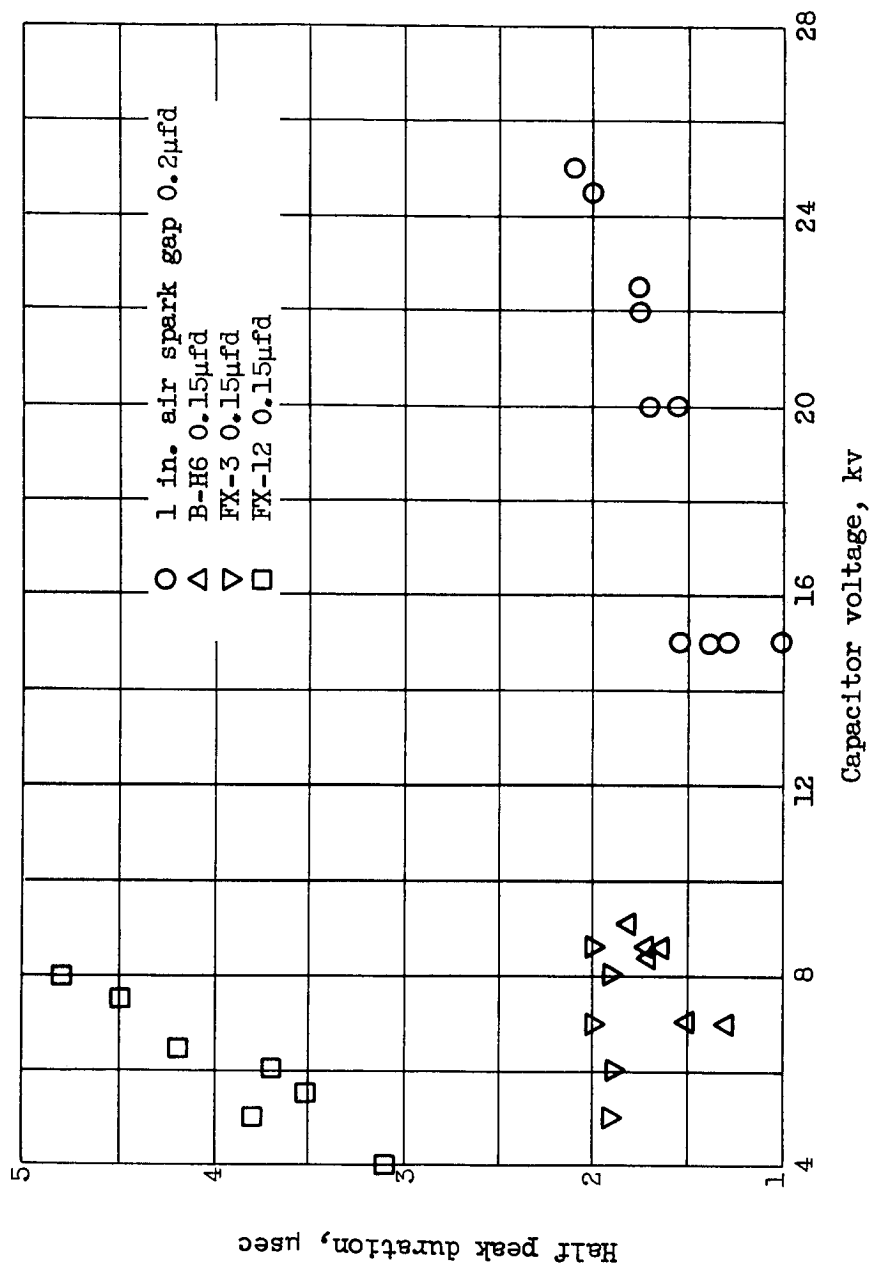 1 in. air spark gap 0.2μfd
B-H6 0.15μfd
FX-3 0.15μfd
FX-12 0.15μfd
5
4
3
2
1
Half peak duration, μsec
4
8
12
16
20
24
28
Capacitor voltage, kv